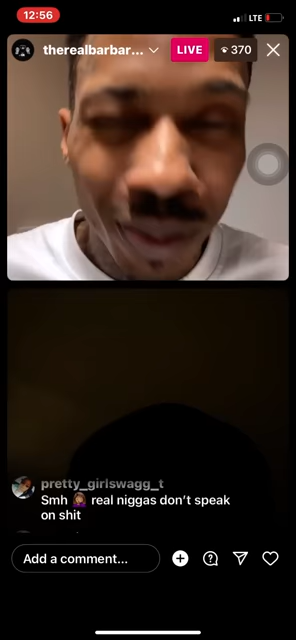 12:56
LTE
therealbarbar...
LIVE
370
pretty_girlswagg_t
Smh 🤦🏽‍♀️ real niggas don't speak
on shit
Add a comment...